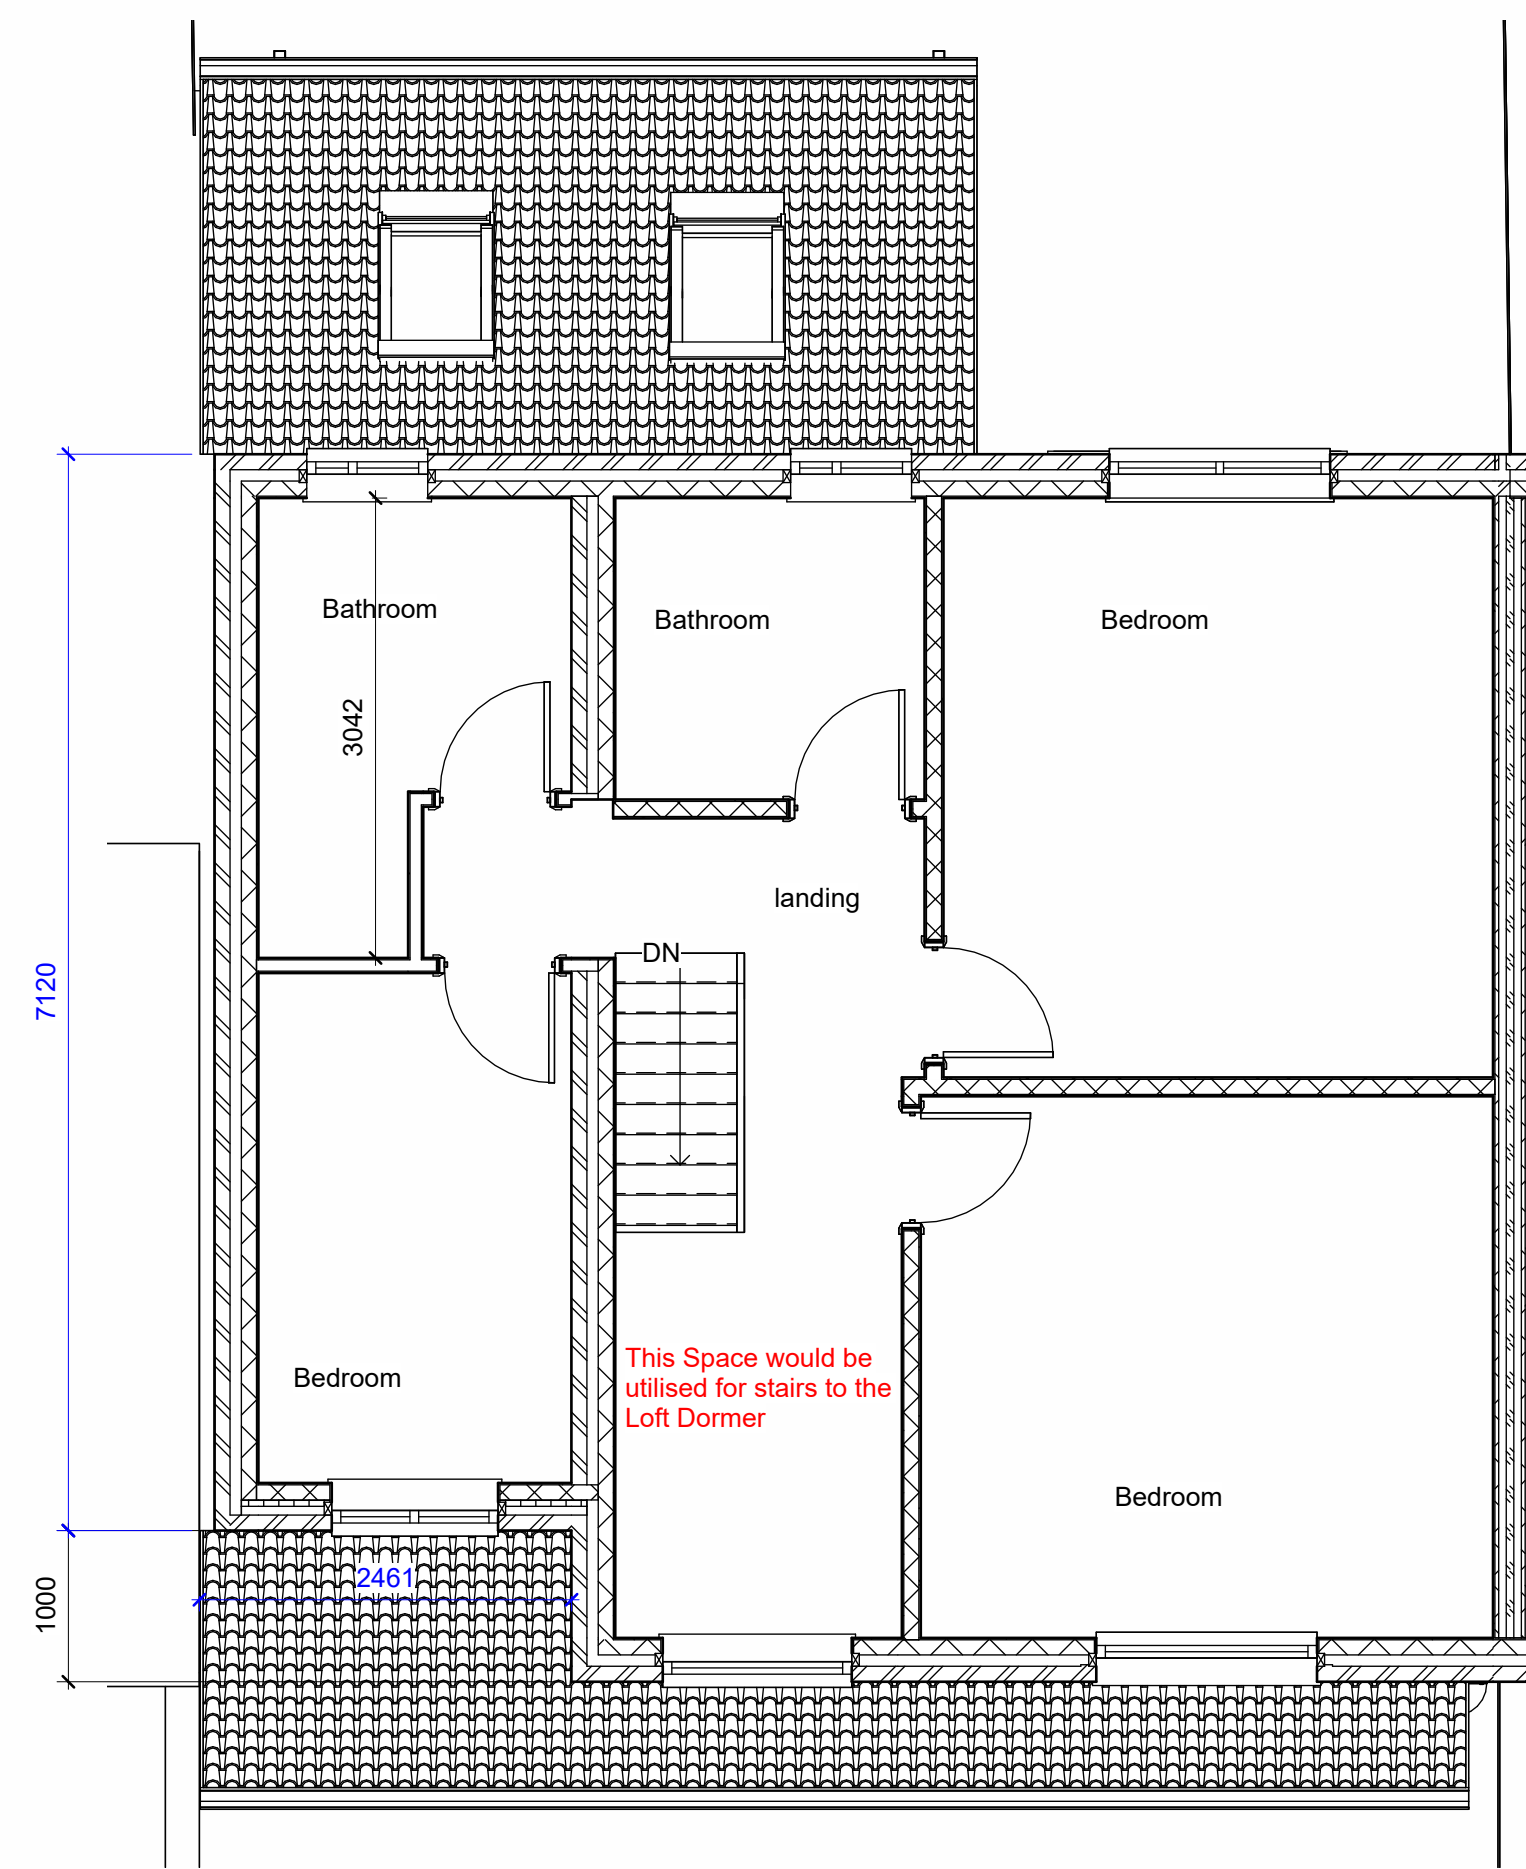 Bathroom
Bathroom
Bedroom
3042
landing
DN
7120
This Space would be
utilised for stairs to the
Loft Dormer
Bedroom
Bedroom
2461
1000